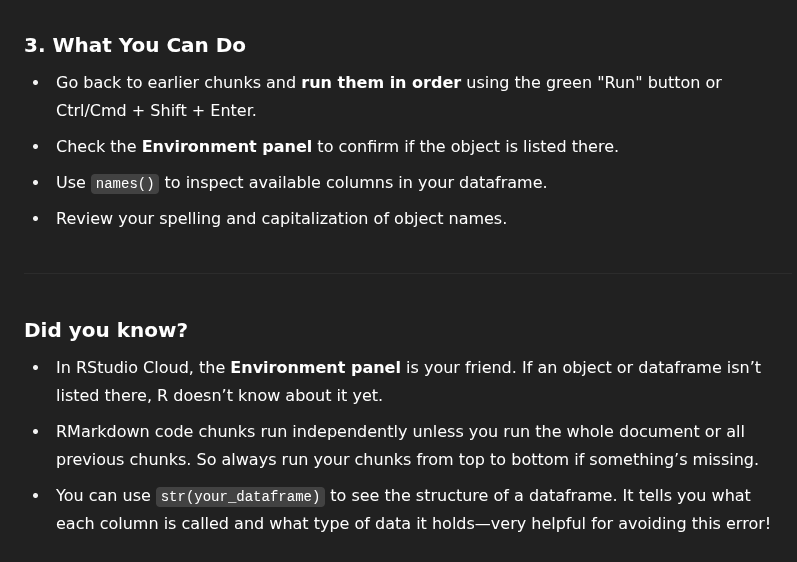 3. What You Can Do
• Go back to earlier chunks and run them in order using the green "Run" button or
Ctrl/Cmd + Shift + Enter.
• Check the Environment panel to confirm if the object is listed there.
• Use names() to inspect available columns in your dataframe.
• Review your spelling and capitalization of object names.
Did you know?
• In RStudio Cloud, the Environment panel is your friend. If an object or dataframe isn’t
listed there, R doesn’t know about it yet.
• RMarkdown code chunks run independently unless you run the whole document or all
previous chunks. So always run your chunks from top to bottom if something’s missing.
• You can use str(your_dataframe) to see the structure of a dataframe. It tells you what
each column is called and what type of data it holds—very helpful for avoiding this error!